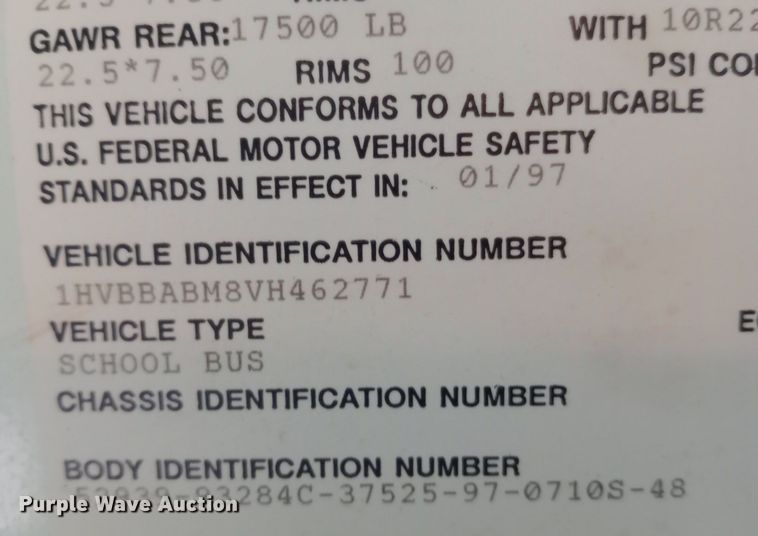 GAWR REAR: 17500 LB WITH 10R22
22.5*7.50 RIMS 100 PSI CO
THIS VEHICLE CONFORMS TO ALL APPLICABLE
U.S. FEDERAL MOTOR VEHICLE SAFETY
STANDARDS IN EFFECT IN: 01/97
VEHICLE IDENTIFICATION NUMBER
1HVBBABM8VH462771
VEHICLE TYPE
SCHOOL BUS
CHASSIS IDENTIFICATION NUMBER
BODY IDENTIFICATION NUMBER
284C-37525-97-0710S-48
Purple Wave Auction